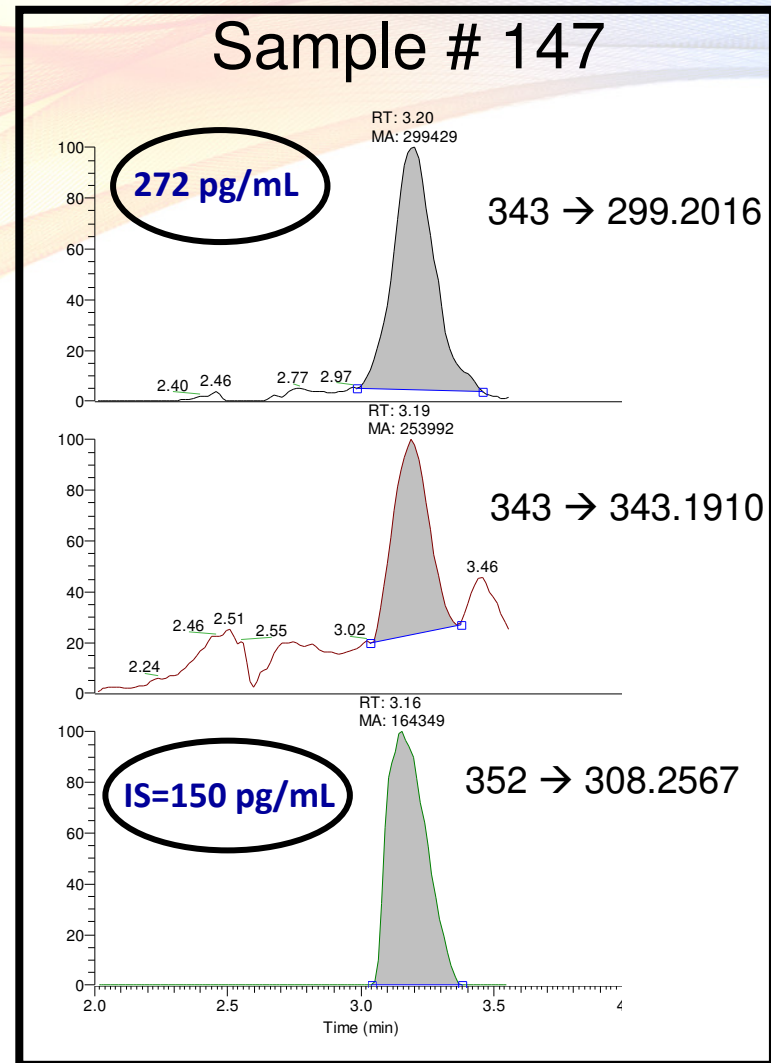 Sample # 147
RT: 3.20
MA: 299429
272 pg/mL
343 → 299.2016
100
80
60
40
20
0
2.40 2.46 2.77 2.97
RT: 3.19
MA: 253992
343 → 343.1910
100
80
60
40
20
0
2.24 2.46 2.51 2.55 3.02 3.46
RT: 3.16
MA: 164349
352 → 308.2567
IS=150 pg/mL
100
80
60
40
20
0
2.0 2.5 3.0 3.5
Time (min)